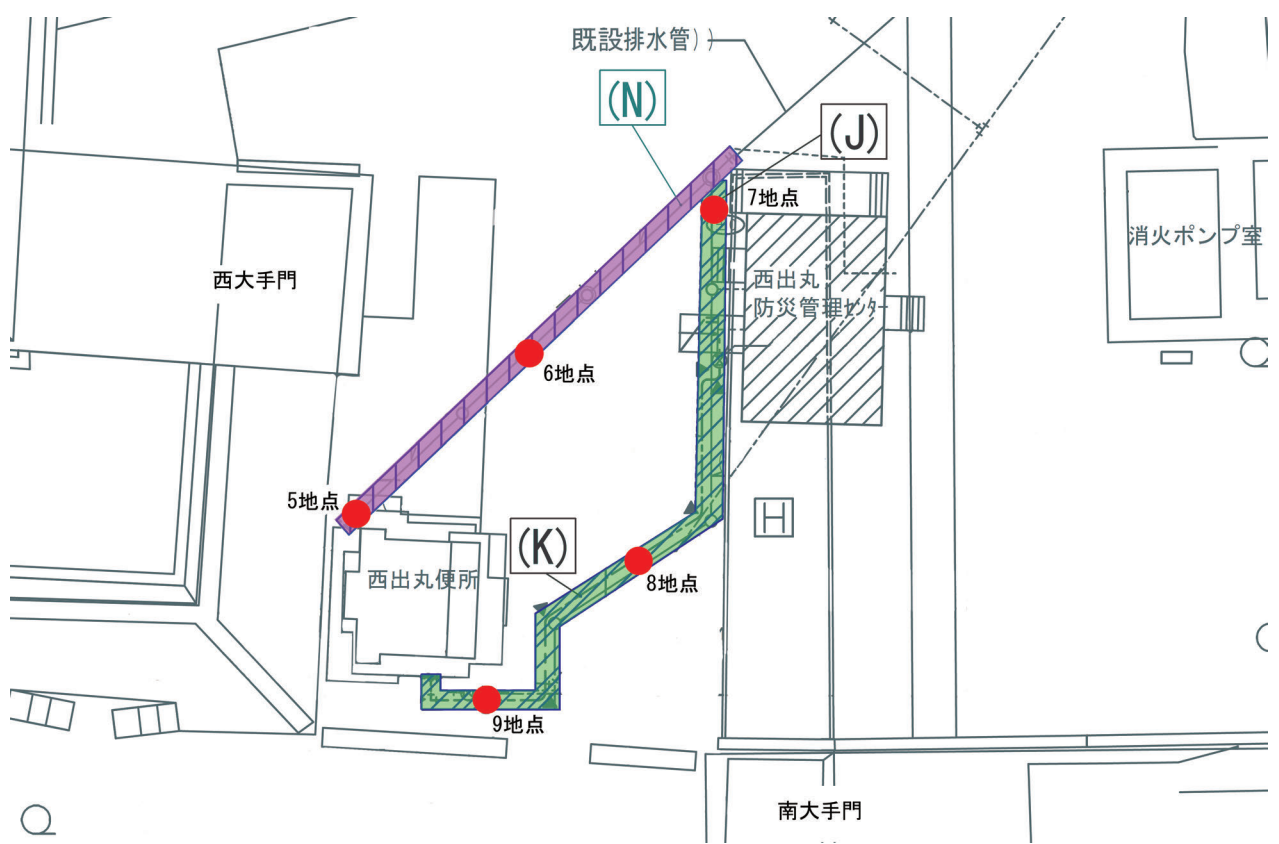 既設排水管))
(N)
(J)
7地点
消火ポンプ室
西大手門
西出丸
防災管理センター
6地点
5地点
H
(K)
西出丸便所
8地点
9地点
南大手門